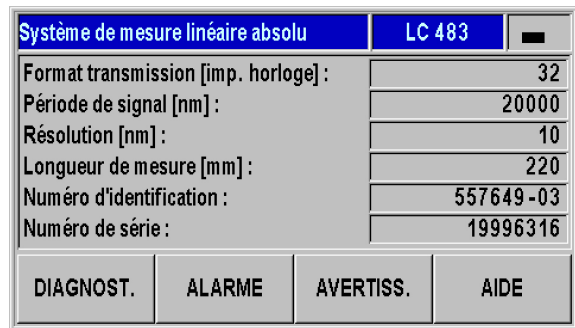 Système de mesure linéaire absolu LC 483
Format transmission [imp. horloge] : 32
Période de signal [nm] : 20000
Résolution [nm] : 10
Longueur de mesure [mm] : 220
Numéro d'identification : 557649-03
Numéro de série : 19996316
DIAGNOST. ALARME AVERTISS. AIDE